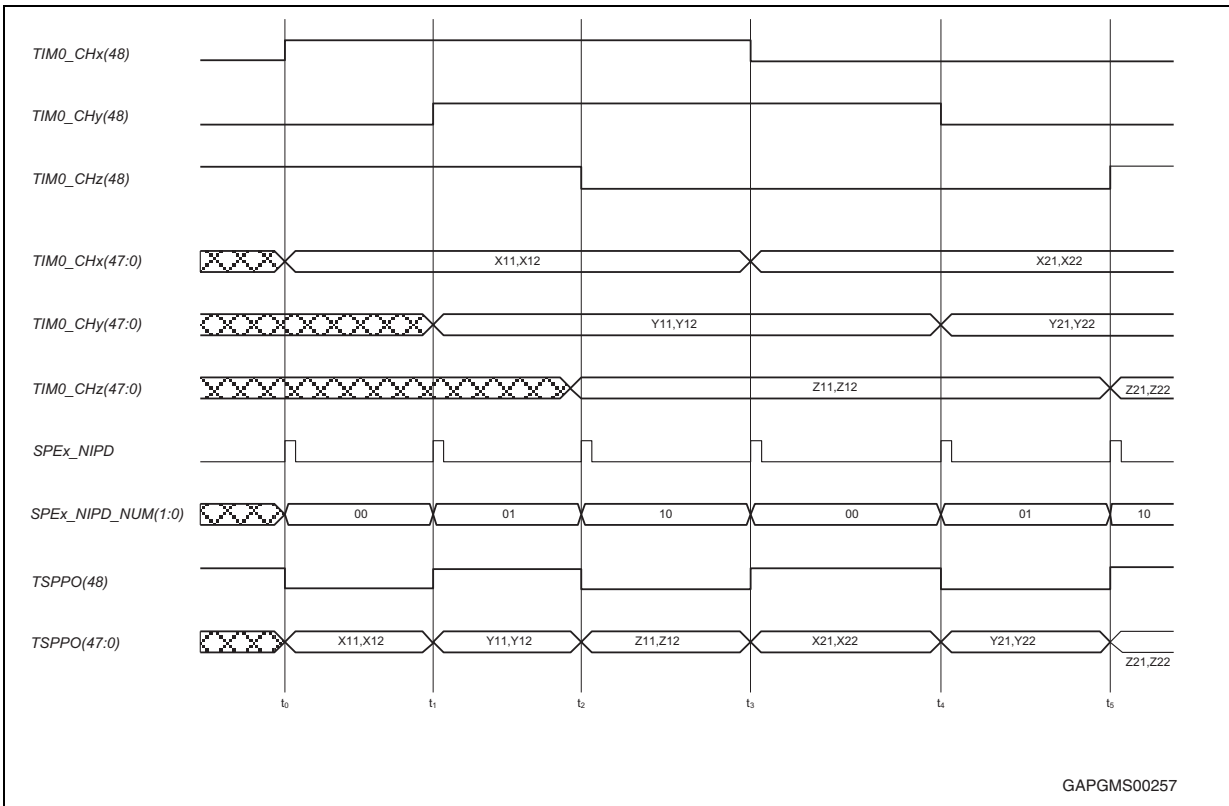 TIM0_CHx(48)
TIM0_CHy(48)
TIM0_CHz(48)
TIM0_CHx(47:0) X11,X12 X21,X22
TIM0_CHy(47:0) Y11,Y12 Y21,Y22
TIM0_CHz(47:0) Z11,Z12 Z21,Z22
SPEx_NIPD
SPEx_NIPD_NUM(1:0) 00 01 10 00 01 10
TSPPO(48)
TSPPO(47:0) X11,X12 Y11,Y12 Z11,Z12 X21,X22 Y21,Y22 Z21,Z22
t0 t1 t2 t3 t4 t5
GAPGMS00257